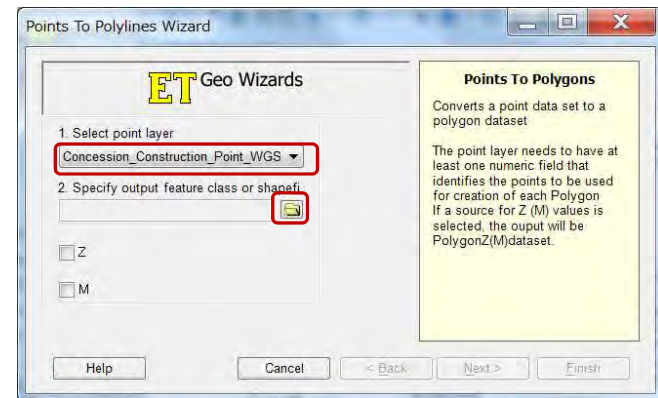 Points To Polylines Wizard
ET Geo Wizards
1. Select point layer
Concession_Construction_Point_WGS
2. Specify output feature class or shapefi
Z
M
Points To Polygons
Converts a point data set to a
polygon dataset
The point layer needs to have at
least one numeric field that
identifies the points to be used
for creation of each Polygon
If a source for Z (M) values is
selected, the ouput will be
PolygonZ(M)dataset.
Help
Cancel
< Back
Next >
Finish